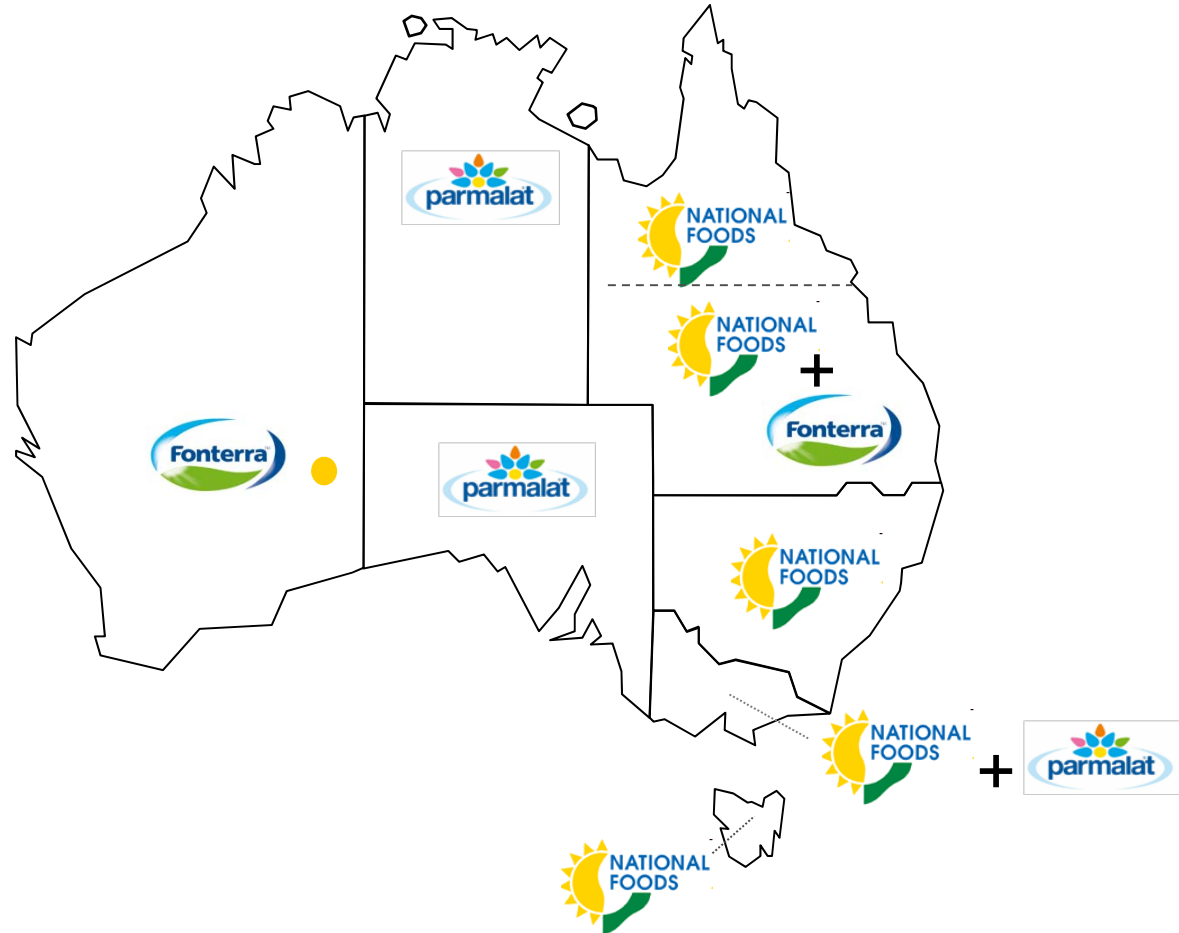 parmalat
NATIONAL
FOODS
NATIONAL
FOODS
+
Fonterra
Fonterra
parmalat
NATIONAL
FOODS
NATIONAL
FOODS
+
parmalat
NATIONAL
FOODS